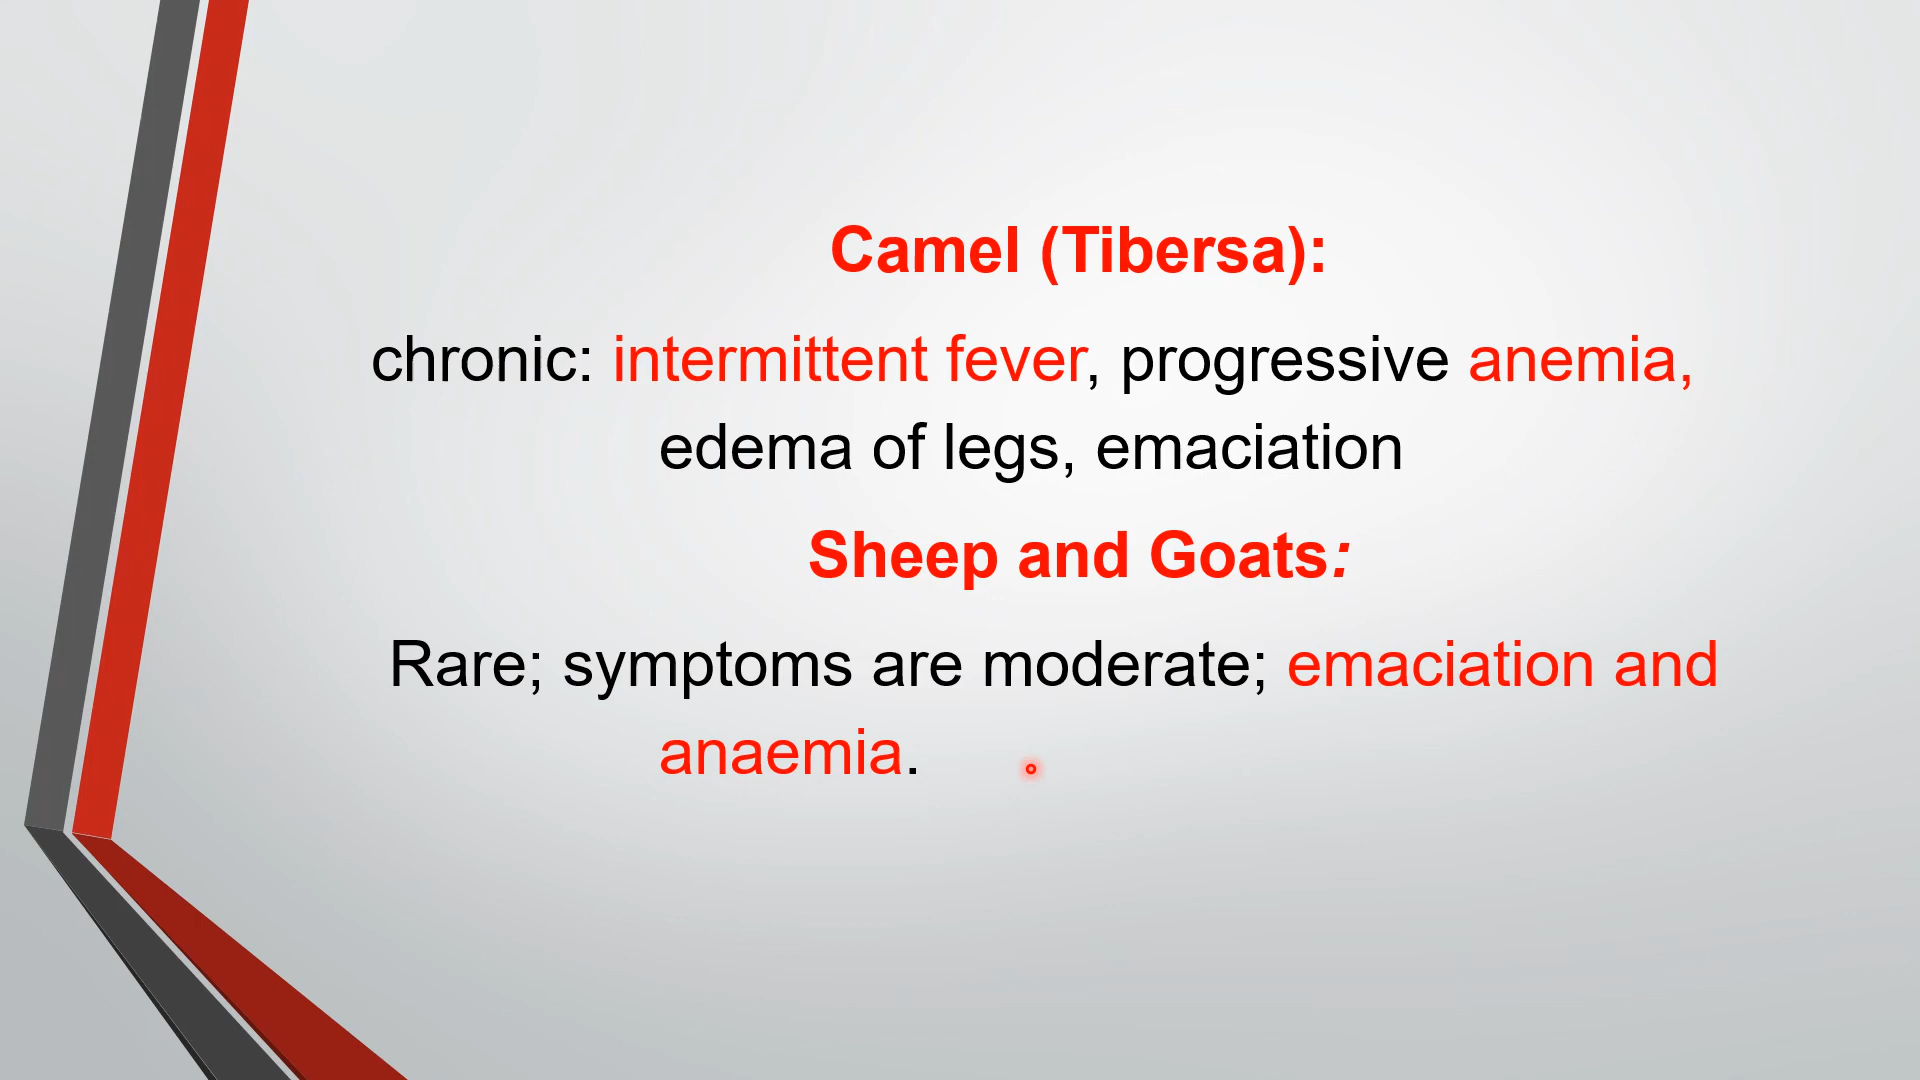 Camel (Tibersa):
chronic: intermittent fever, progressive anemia,
edema of legs, emaciation
Sheep and Goats:
Rare; symptoms are moderate; emaciation and
anaemia.